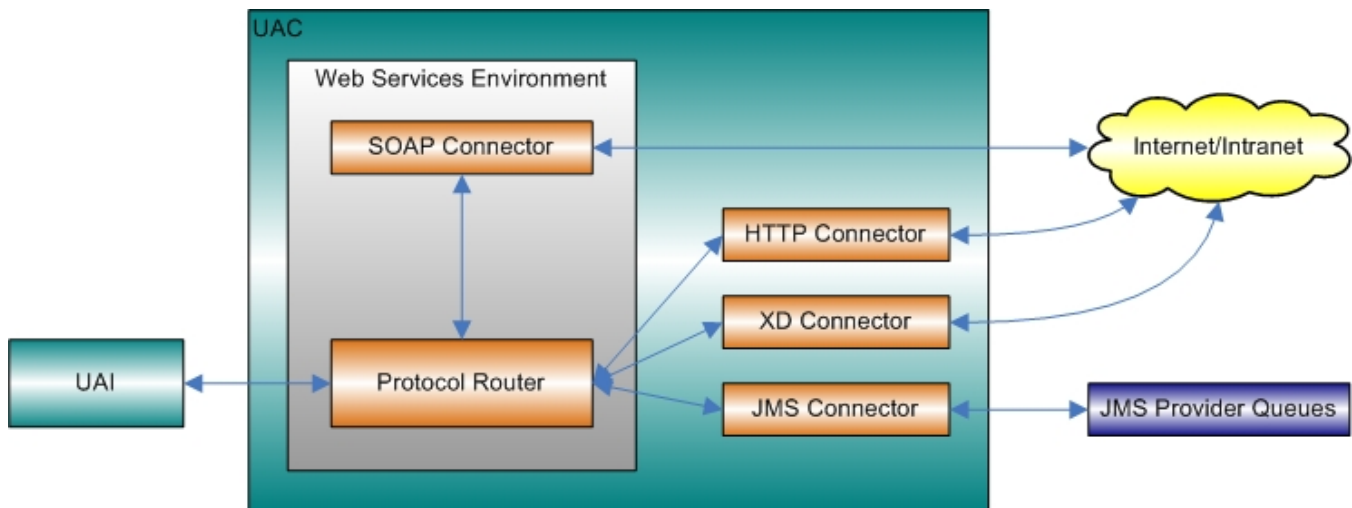 UAC
Web Services Environment
SOAP Connector
Internet/Intranet
HTTP Connector
XD Connector
UAI
Protocol Router
JMS Connector
JMS Provider Queues